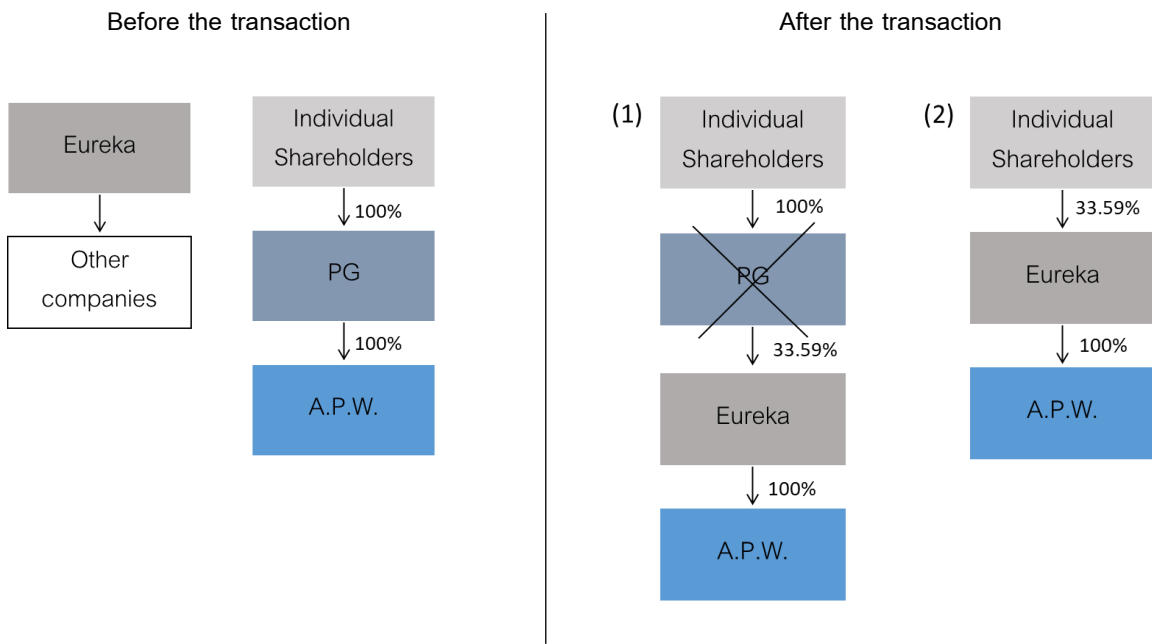 Before the transaction
Eureka
Other
companies
Individual
Shareholders
100%
PG
100%
A.P.W.
After the transaction
(1)
Individual
Shareholders
100%
PG
33.59%
Eureka
100%
A.P.W.
(2)
Individual
Shareholders
33.59%
Eureka
100%
A.P.W.